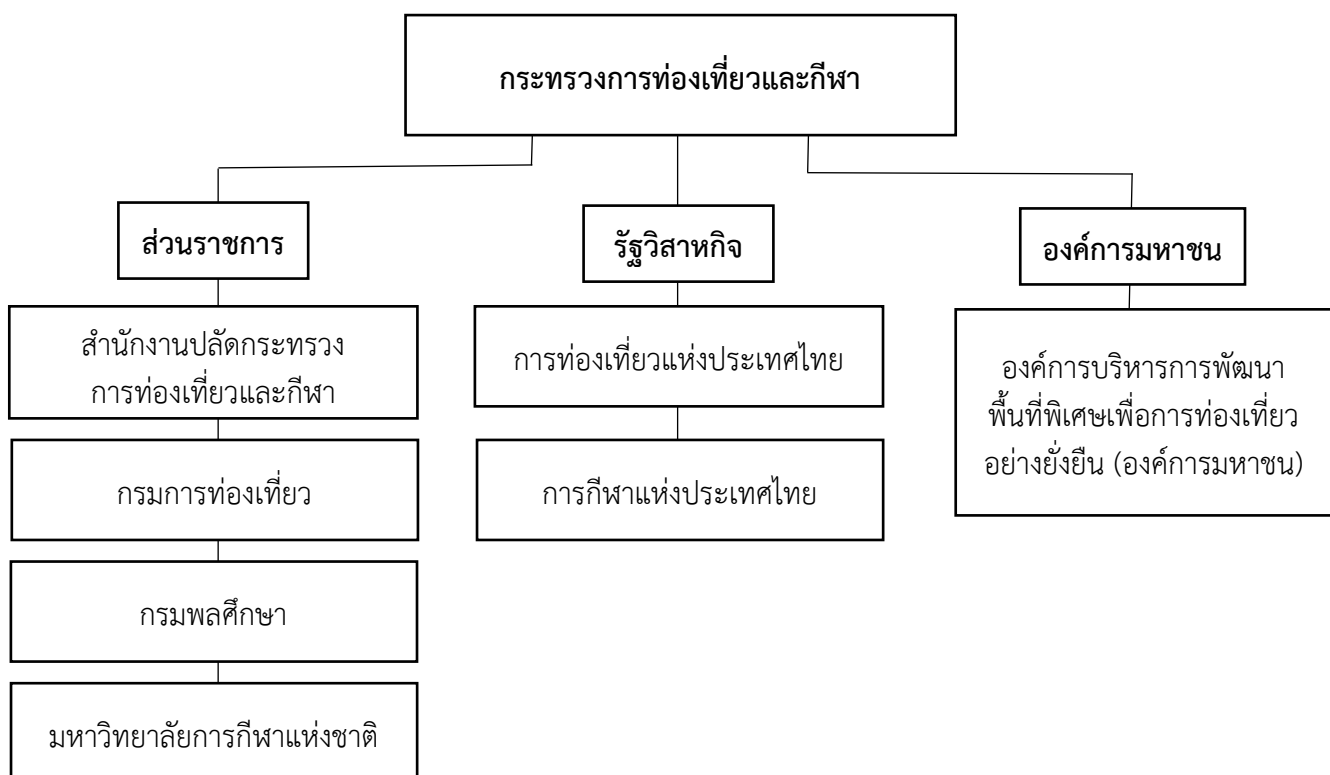 กระทรวงการท่องเที่ยวและกีฬา
ส่วนราชการ
สำนักงานปลัดกระทรวง
การท่องเที่ยวและกีฬา
กรมการท่องเที่ยว
กรมพลศึกษา
มหาวิทยาลัยการกีฬาแห่งชาติ
รัฐวิสาหกิจ
การท่องเที่ยวแห่งประเทศไทย
การกีฬาแห่งประเทศไทย
องค์การมหาชน
องค์การบริหารการพัฒนา
พื้นที่พิเศษเพื่อการท่องเที่ยว
อย่างยั่งยืน (องค์การมหาชน)